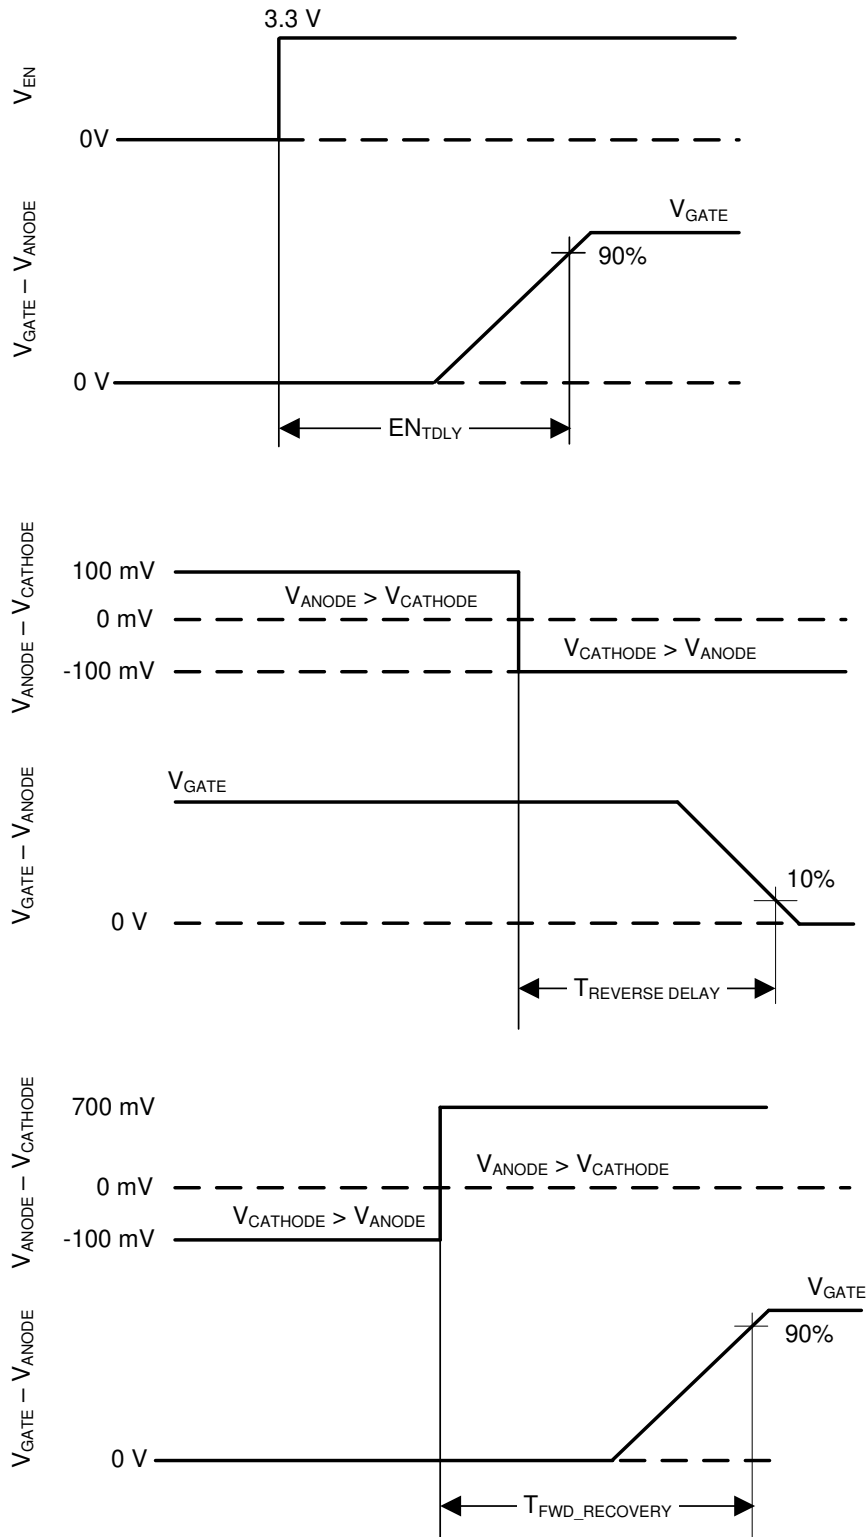 3.3 V
V_EN
0V
V_GATE – V_ANODE
V_GATE
90%
0 V
EN_TDLY
V_ANODE – V_CATHODE
100 mV
V_ANODE > V_CATHODE
0 mV
V_CATHODE > V_ANODE
-100 mV
V_GATE – V_ANODE
V_GATE
10%
0 V
T_REVERSE DELAY
V_ANODE – V_CATHODE
700 mV
V_ANODE > V_CATHODE
0 mV
V_CATHODE > V_ANODE
-100 mV
V_GATE – V_ANODE
V_GATE
90%
0 V
T_FWD_RECOVERY